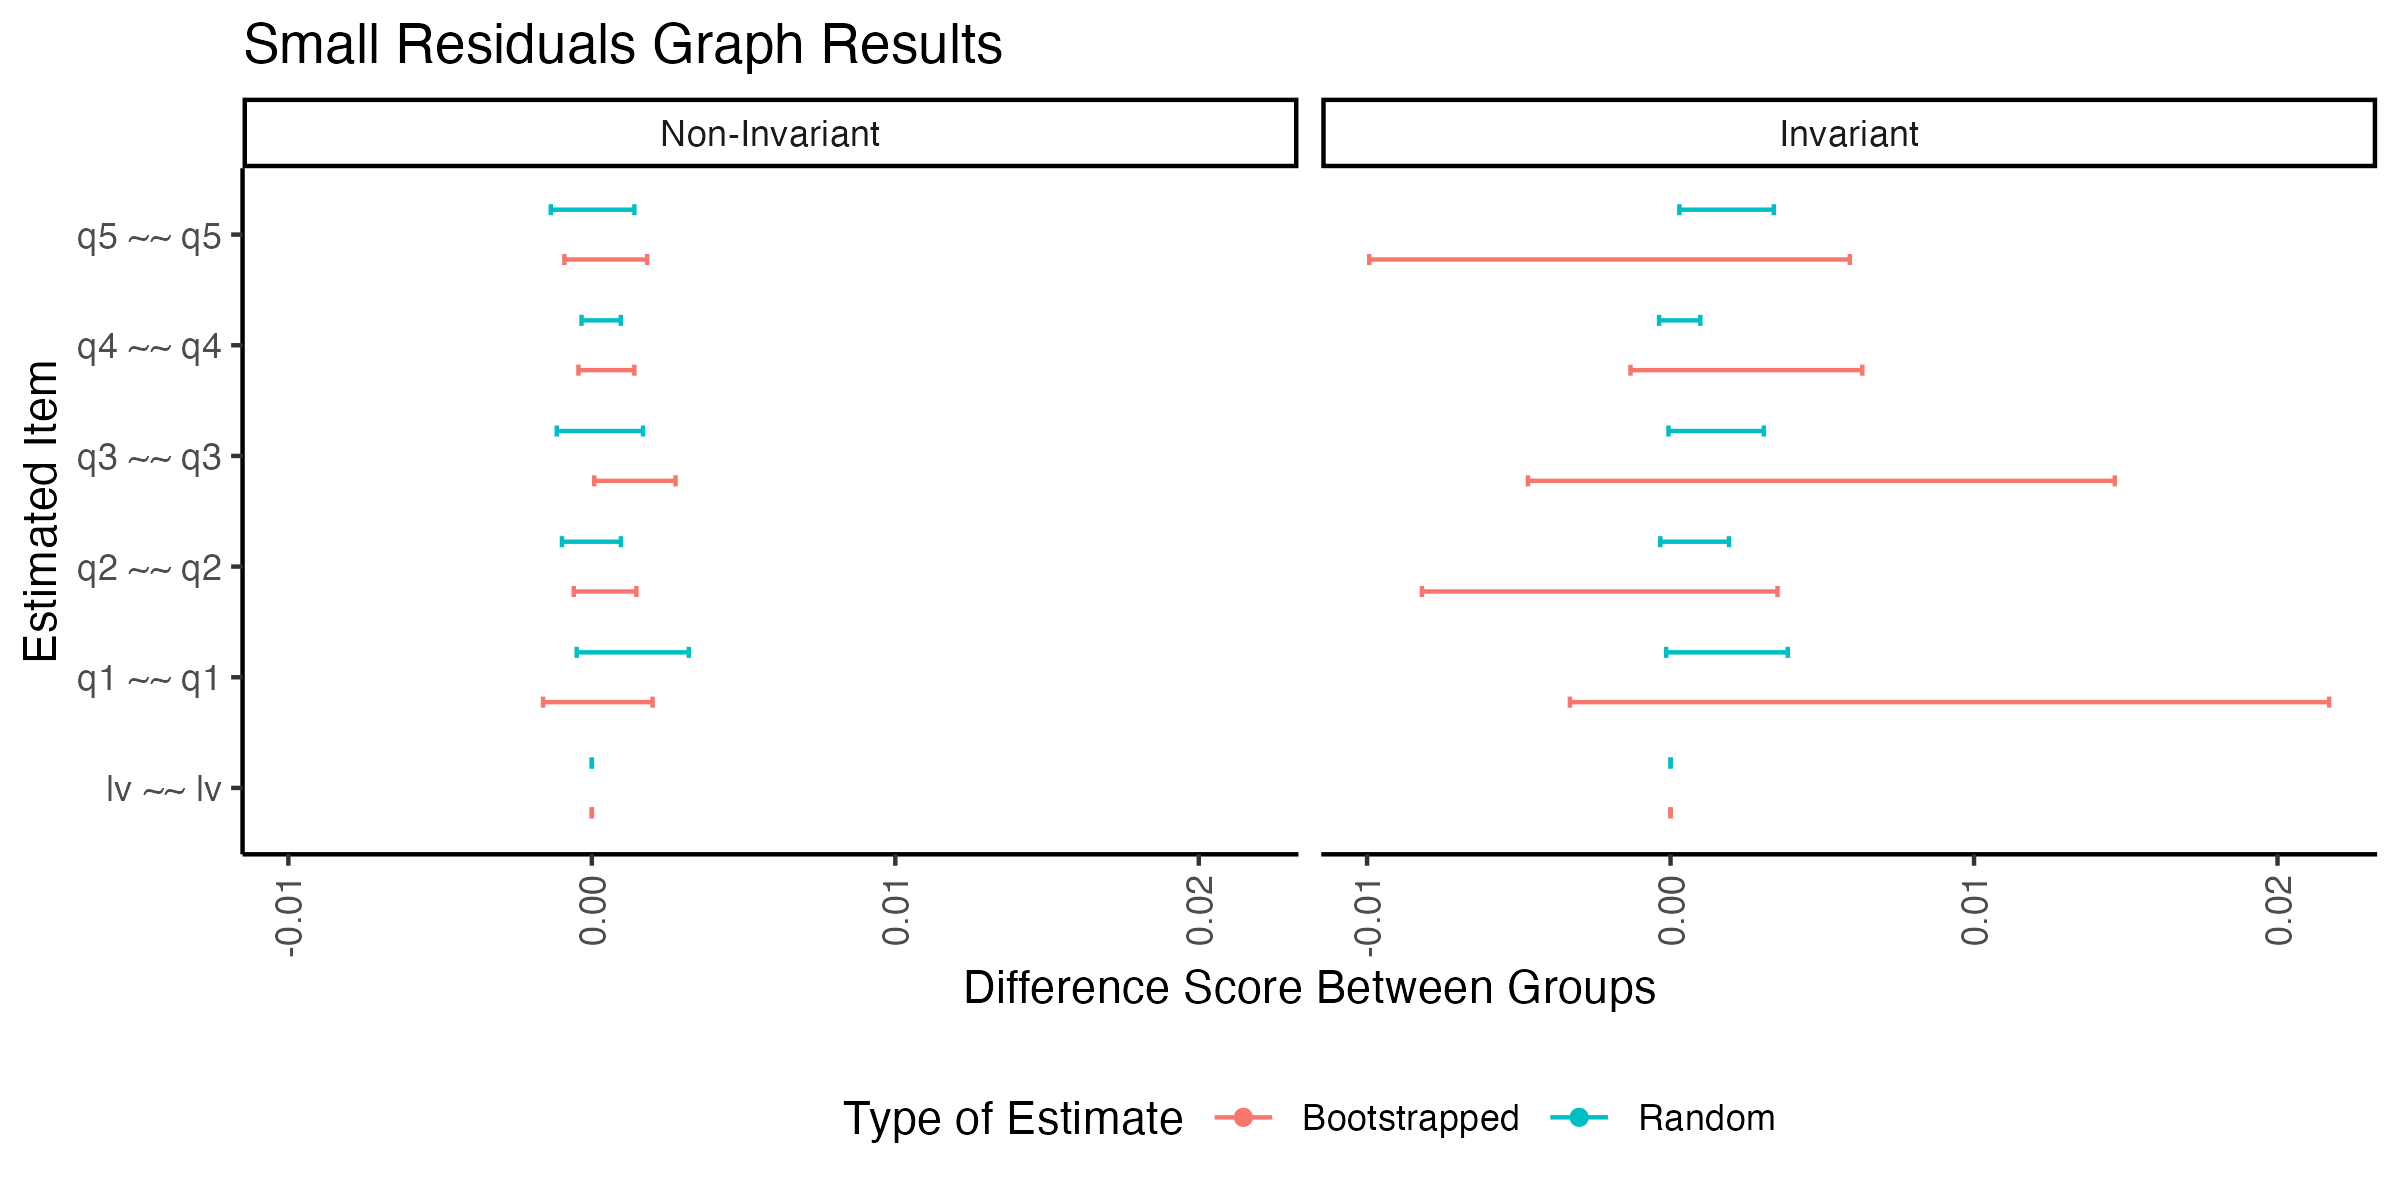 Small Residuals Graph Results
Non-Invariant
Invariant
Estimated Item
q5 ~~ q5
q4 ~~ q4
q3 ~~ q3
q2 ~~ q2
q1 ~~ q1
lv ~~ lv
-0.01 0.00 0.01 0.02
-0.01 0.00 0.01 0.02
Difference Score Between Groups
Type of Estimate Bootstrapped Random